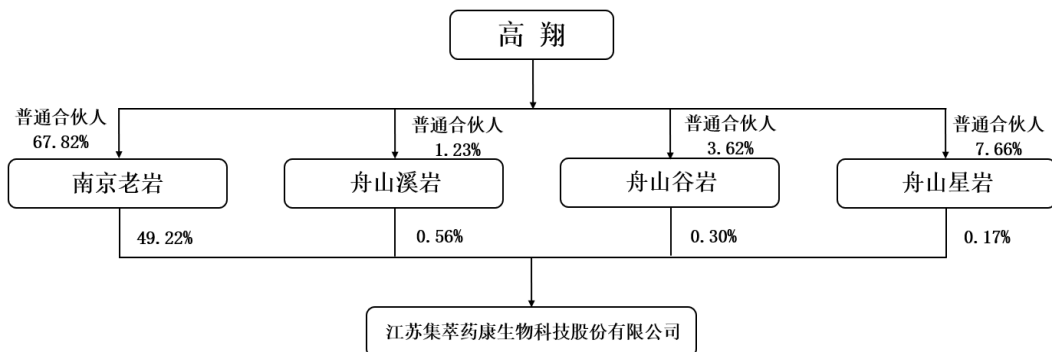 高 翔
普通合伙人
67.82%
普通合伙人
1.23%
普通合伙人
3.62%
普通合伙人
7.66%
南京老岩
舟山溪岩
舟山谷岩
舟山星岩
49.22%
0.56%
0.30%
0.17%
江苏集萃药康生物科技股份有限公司